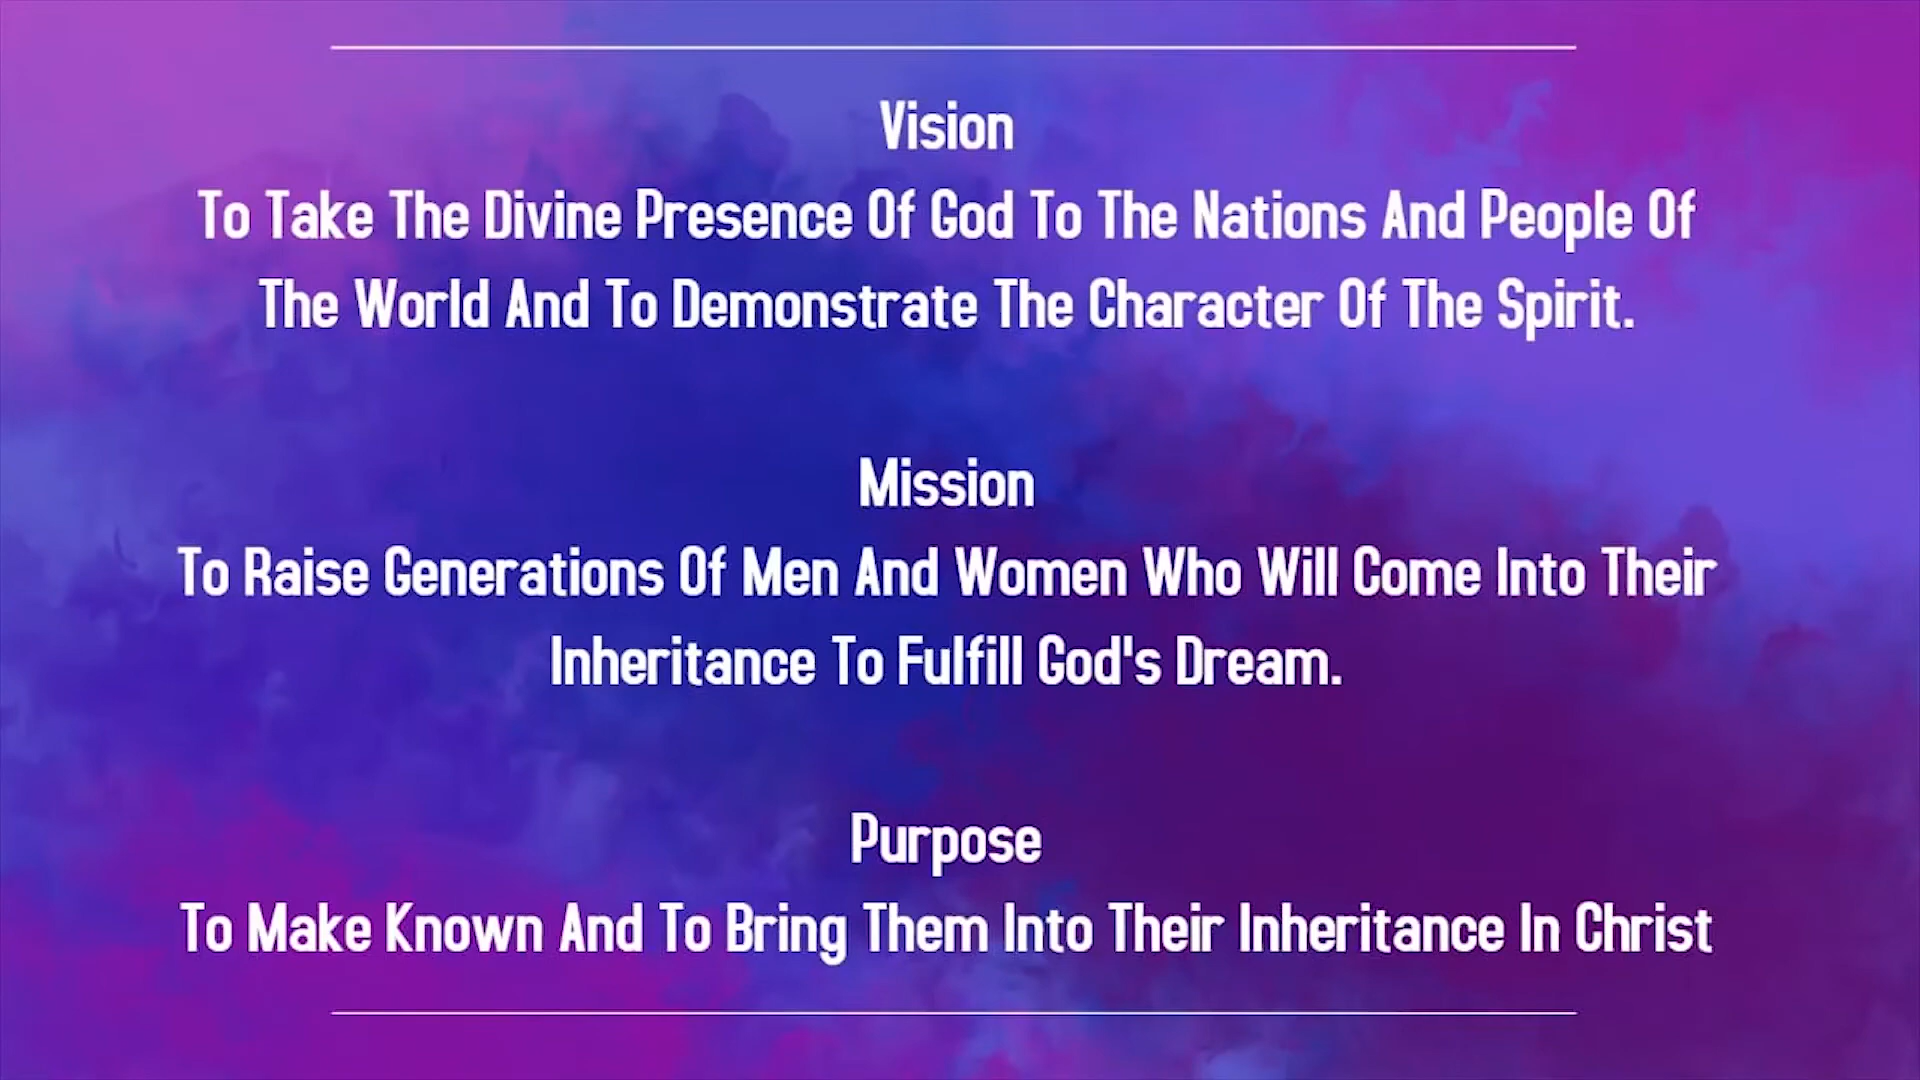 Vision
To Take The Divine Presence Of God To The Nations And People Of
The World And To Demonstrate The Character Of The Spirit.
Mission
To Raise Generations Of Men And Women Who Will Come Into Their
Inheritance To Fulfill God's Dream.
Purpose
To Make Known And To Bring Them Into Their Inheritance In Christ